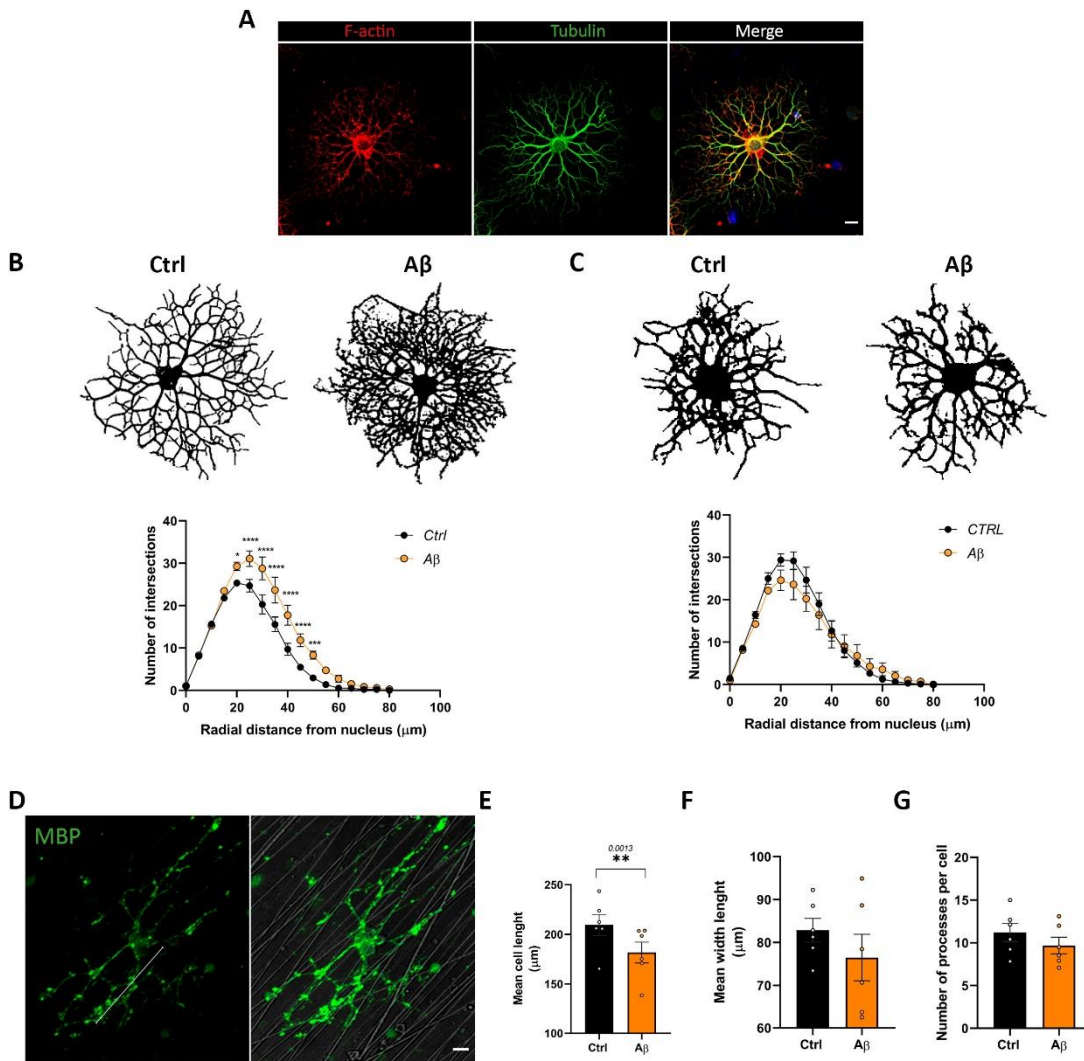 A
F-actin Tubulin Merge
B
Ctrl Aβ
C
Ctrl Aβ
Number of intersections
40
30
20
10
0
* **** **** **** **** **** ***
Ctrl
Aβ
0 20 40 60 80 100
Radial distance from nucleus (μm)
Number of intersections
40
30
20
10
0
CTRL
Aβ
0 20 40 60 80 100
Radial distance from nucleus (μm)
D
MBP
E
Mean cell lenght
(μm)
250
200
150
100
0.0013
**
Ctrl Aβ
F
Mean width lenght
(μm)
100
90
80
70
60
Ctrl Aβ
G
Number of processes per cell
20
15
10
5
0
Ctrl Aβ